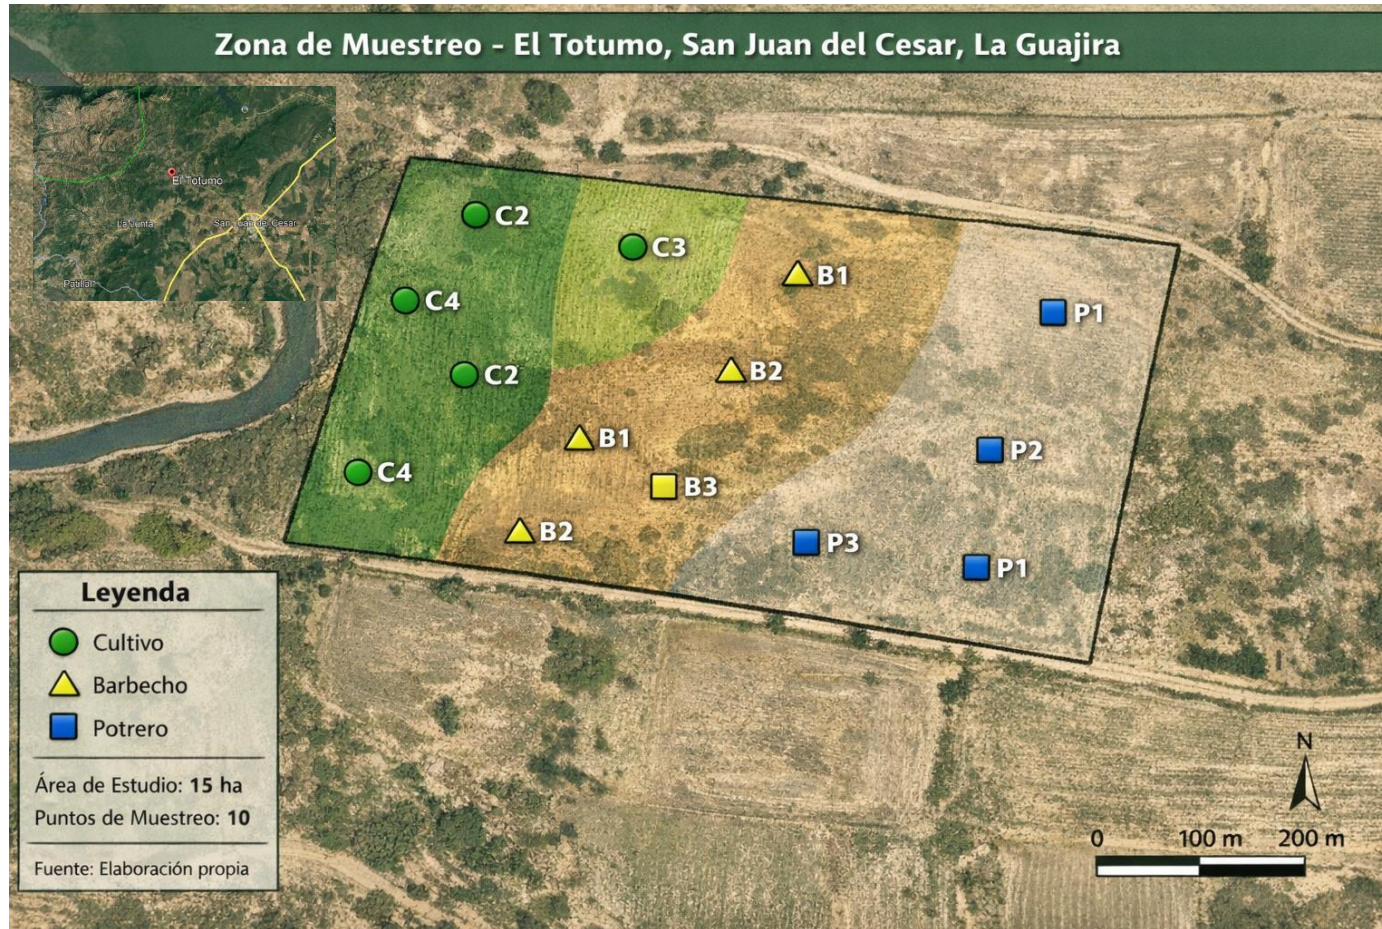 Zona de Muestreo - El Totumo, San Juan del Cesar, La Guajira
El Totumo
La Junta
San Juan del Cesar
Patillal
C2
C3
B1
C4
P1
C2
B2
B1
P2
C4
B3
B2
P3
P1
Leyenda
Cultivo
Barbecho
Potrero
Área de Estudio: 15 ha
Puntos de Muestreo: 10
Fuente: Elaboración propia
N
0 100 m 200 m